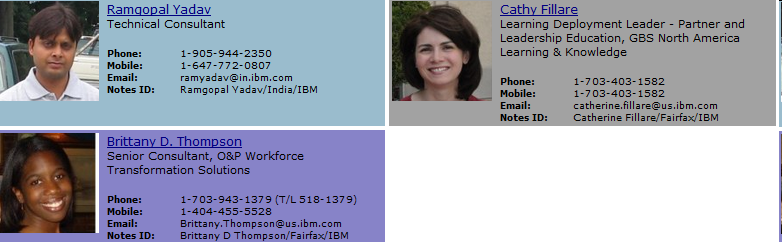 Ramgopal Yadav
Technical Consultant
Phone: 1-905-944-2350
Mobile: 1-647-772-0807
Email: ramyadav@in.ibm.com
Notes ID: Ramgopal Yadav/India/IBM
Cathy Fillare
Learning Deployment Leader - Partner and
Leadership Education, GBS North America
Learning & Knowledge
Phone: 1-703-403-1582
Mobile: 1-703-403-1582
Email: catherine.fillare@us.ibm.com
Notes ID: Catherine Fillare/Fairfax/IBM
Brittany D. Thompson
Senior Consultant, O&P Workforce
Transformation Solutions
Phone: 1-703-943-1379 (T/L 518-1379)
Mobile: 1-404-455-5528
Email: Brittany.Thompson@us.ibm.com
Notes ID: Brittany D Thompson/Fairfax/IBM